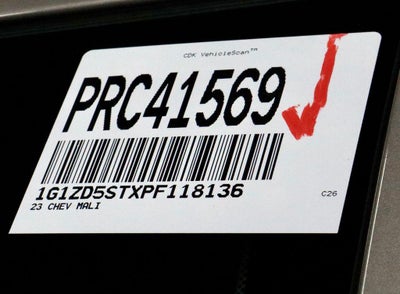 CDK VehicleScan™
PRC41569
1G1ZD5STXPF118136
23 CHEV MALI
C26